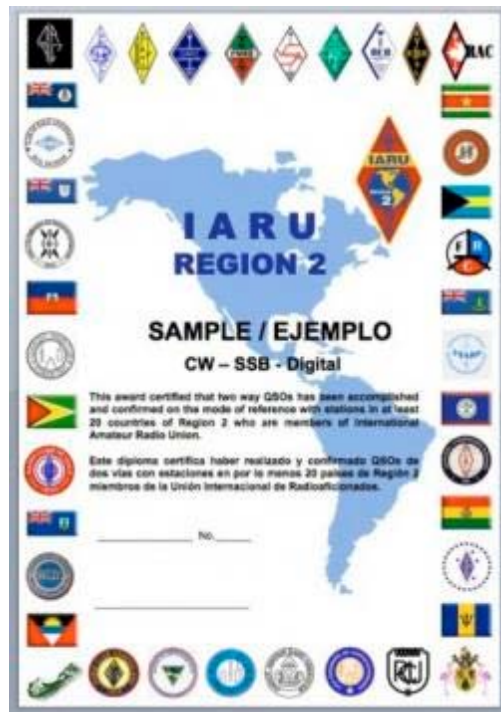 RAC
IARU
REGION
2
I A R U
REGION 2
SAMPLE / EJEMPLO
CW – SSB - Digital
This award certified that two way QSOs has been accomplished
and confirmed on the mode of reference with stations in at least
20 countries of Region 2 who are members of International
Amateur Radio Union.
Este diploma certifica haber realizado y confirmado QSOs de
dos vias con estaciones en por lo menos 20 países de Región 2
miembros de la Unión Internacional de Radioaficionados.
No.